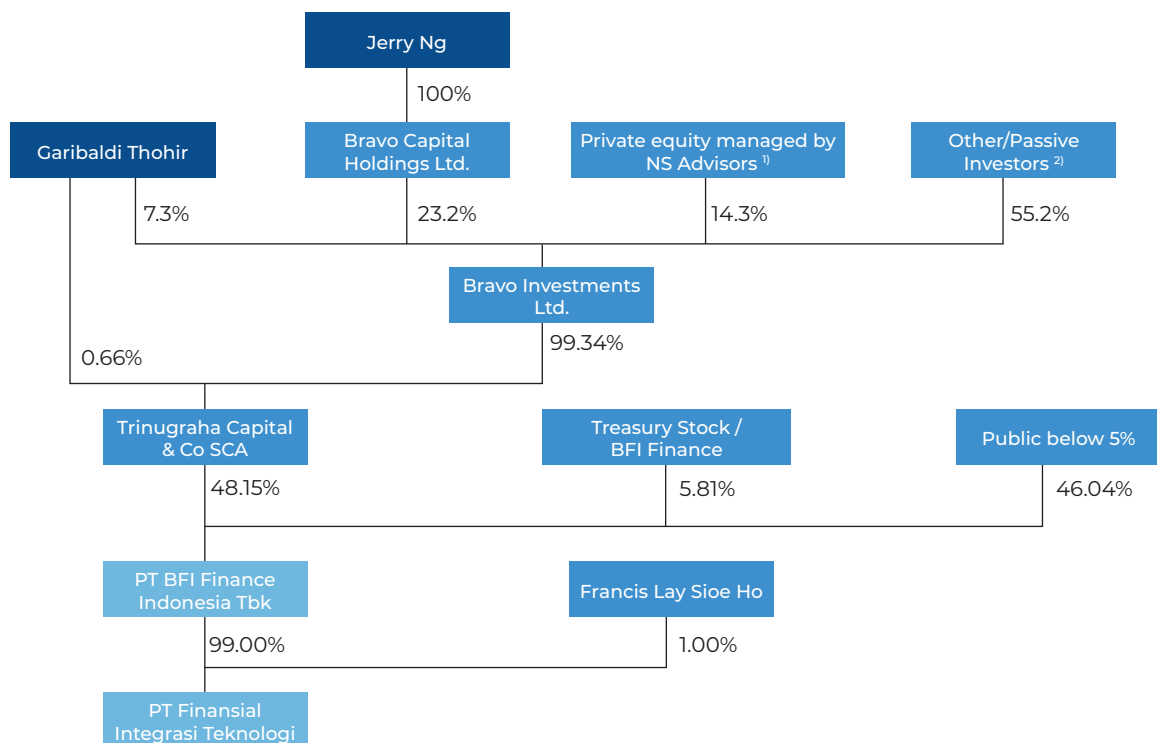 Jerry Ng
100%
Garibaldi Thohir
Bravo Capital
Holdings Ltd.
Private equity managed by
NS Advisors 1)
Other/Passive
Investors 2)
7.3%
23.2%
14.3%
55.2%
Bravo Investments
Ltd.
0.66%
99.34%
Trinugraha Capital
& Co SCA
Treasury Stock /
BFI Finance
Public below 5%
48.15%
5.81%
46.04%
PT BFI Finance
Indonesia Tbk
Francis Lay Sioe Ho
99.00%
1.00%
PT Finansial
Integrasi Teknologi